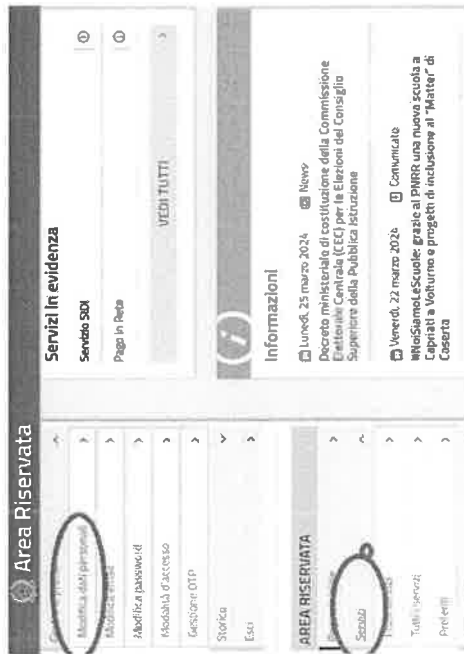 Area Riservata
Modifica dati personali
Modifica email
Modifica password
Modalità d'accesso
Gestione OTP
Storico
Esci
AREA RISERVATA
Servizi
Tutti i servizi
Preferiti
Servizi in evidenza
Servizio SIDI
Pago in Rete
VEDI TUTTI
Informazioni
Lunedì, 25 marzo 2024 News
Decreto ministeriale di costituzione della Commissione
Elettorale Centrale (CEC) per le Elezioni del Consiglio
Superiore della Pubblica Istruzione
Venerdì, 22 marzo 2024 Comunicato
#NoiSiamoLeScuole: grazie al PNRR una nuova scuola a
Capriati a Volturno e progetti di inclusione al "Matter" di
Caserta